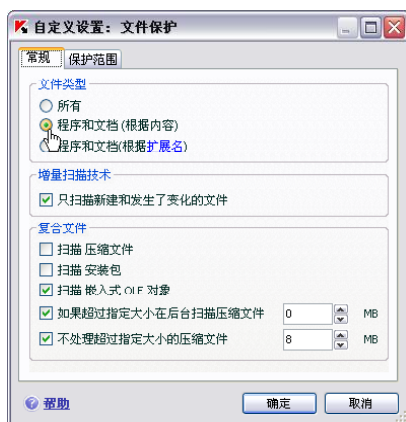 自定义设置: 文件保护
常规 保护范围
文件类型
所有
程序和文档 (根据内容)
程序和文档(根据扩展名)
增量扫描技术
只扫描新建和发生了变化的文件
复合文件
扫描 压缩文件
扫描 安装包
扫描 嵌入式 OLE 对象
如果超过指定大小在后台扫描压缩文件 0 MB
不处理超过指定大小的压缩文件 8 MB
帮助 确定 取消